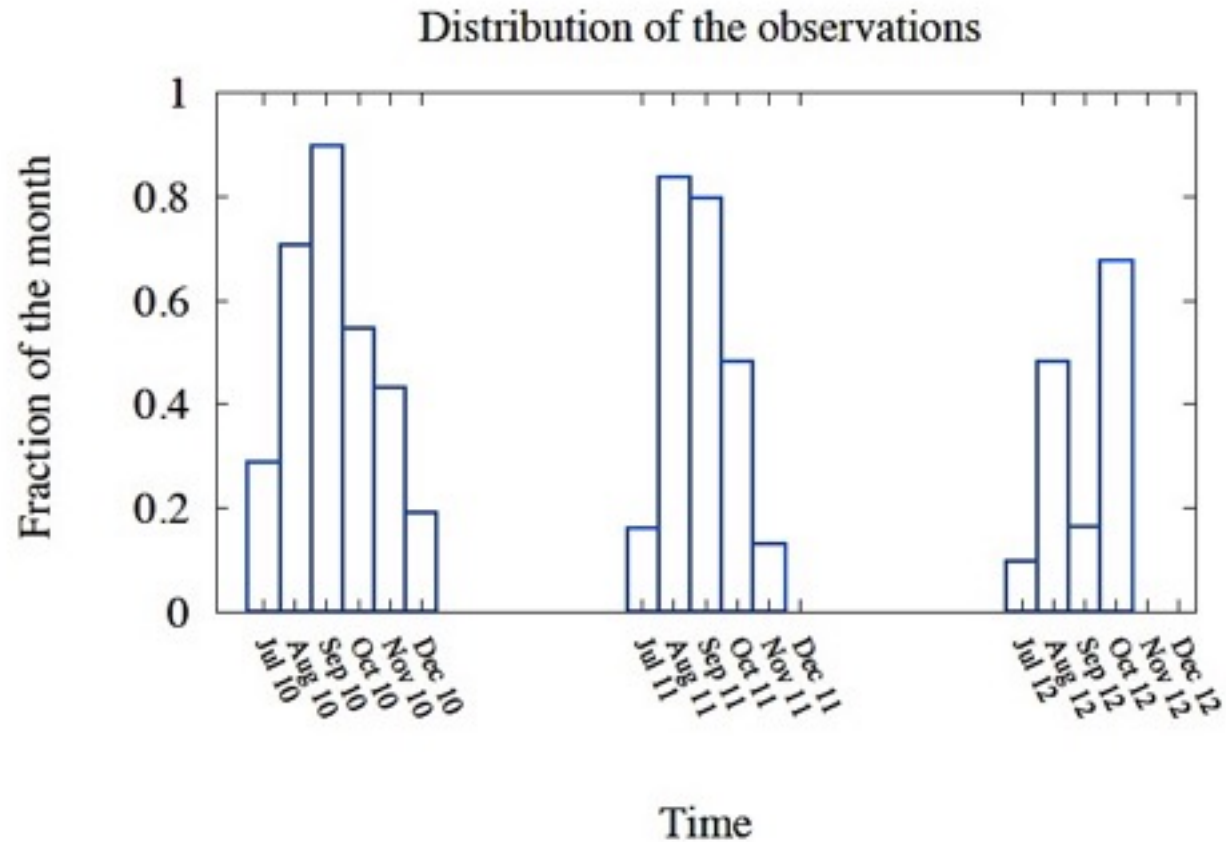 Distribution of the observations
Fraction of the month
1
0.8
0.6
0.4
0.2
0
Jul 10
Aug 10
Sep 10
Oct 10
Nov 10
Dec 10
Jul 11
Aug 11
Sep 11
Oct 11
Nov 11
Dec 11
Jul 12
Aug 12
Sep 12
Oct 12
Nov 12
Dec 12
Time